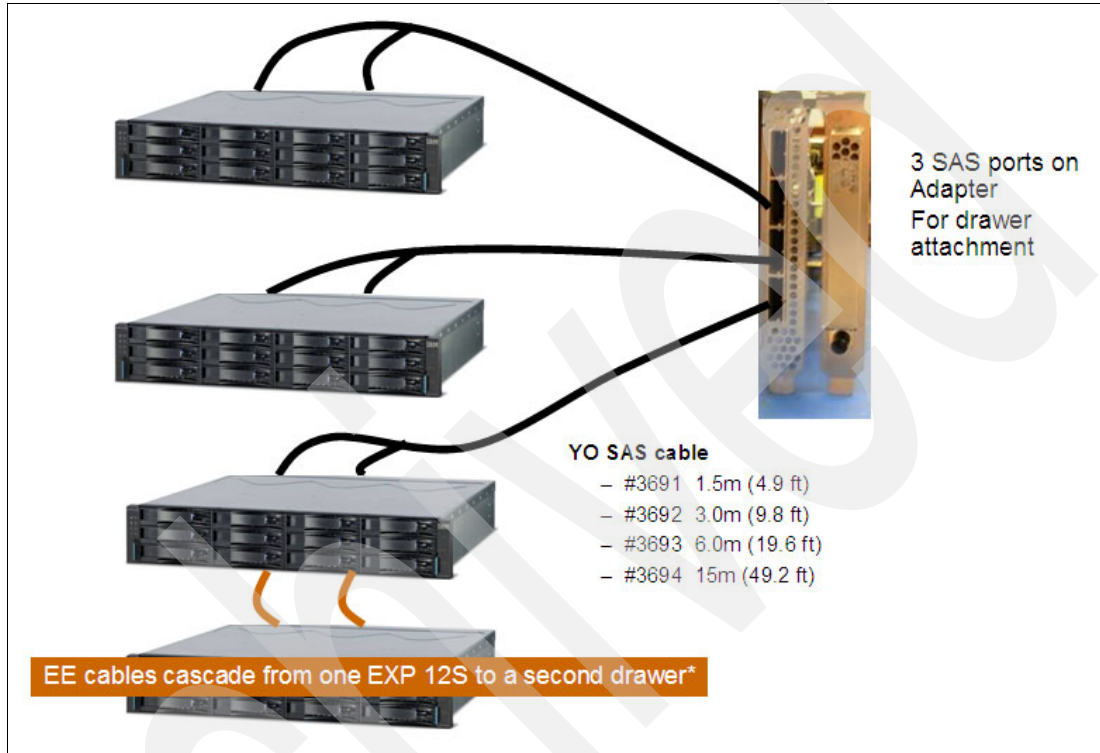 3 SAS ports on
Adapter
For drawer
attachment
YO SAS cable
– #3691 1.5m (4.9 ft)
– #3692 3.0m (9.8 ft)
– #3693 6.0m (19.6 ft)
– #3694 15m (49.2 ft)
EE cables cascade from one EXP 12S to a second drawer*